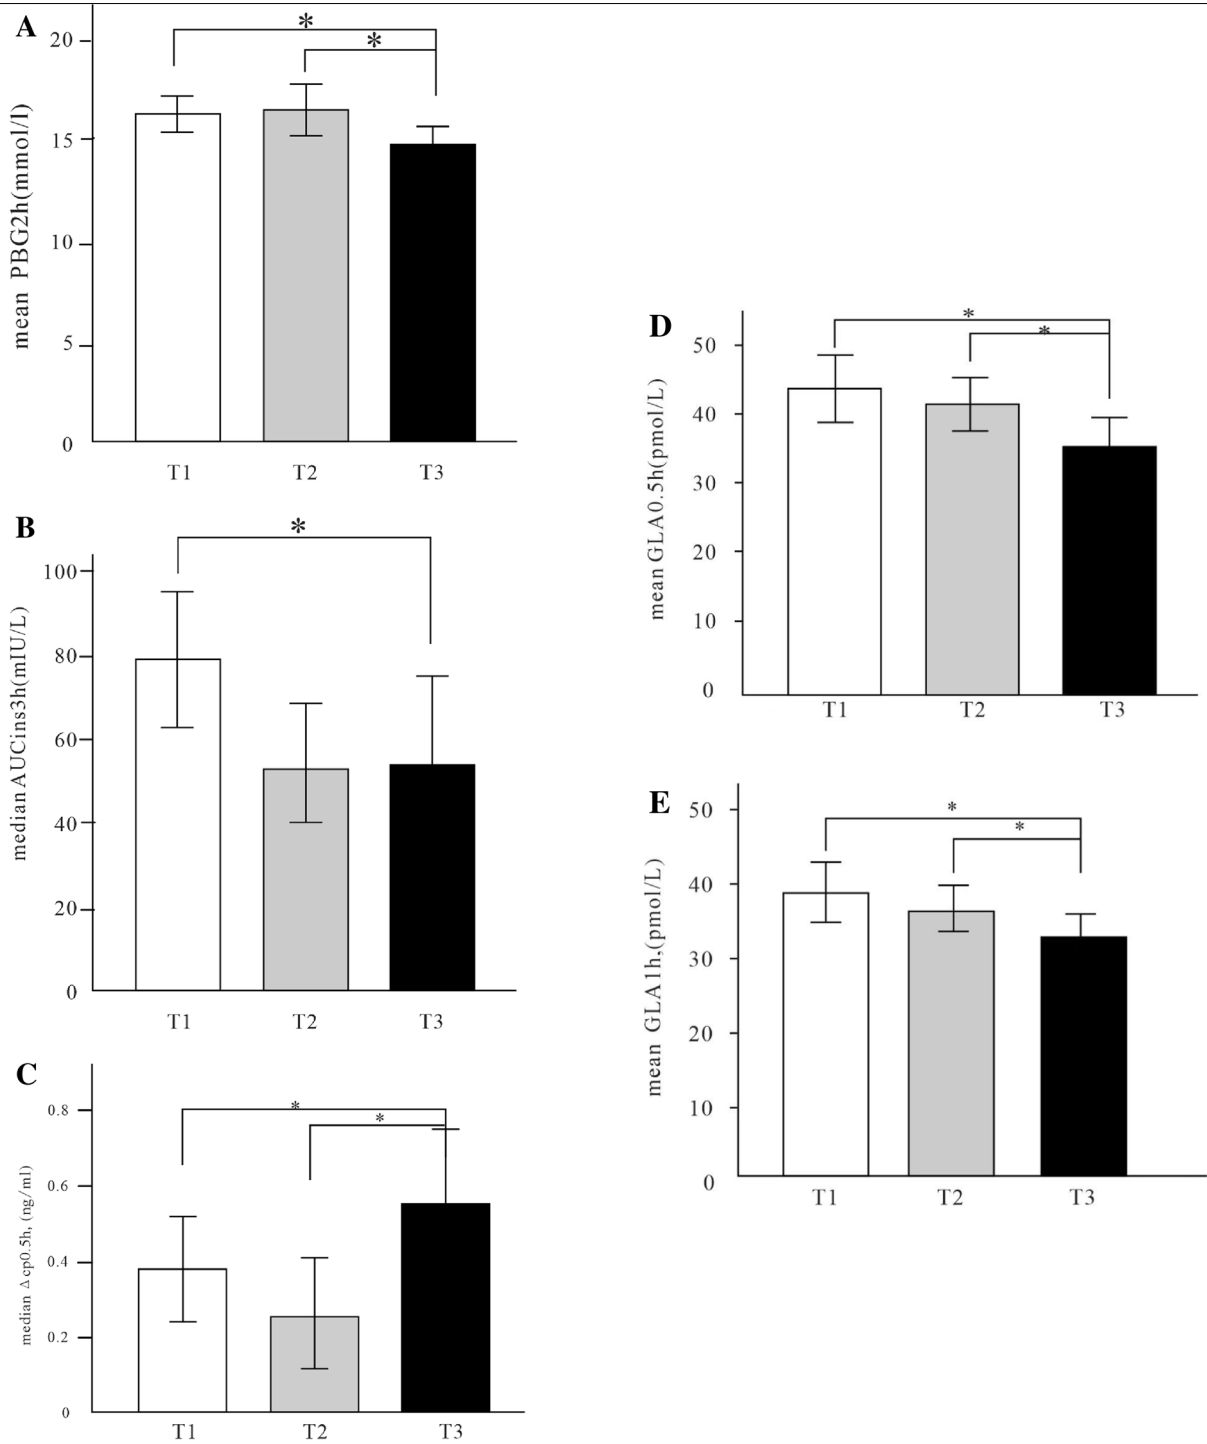 A
mean PBG2h(mmol/l)
20
15
10
5
0
*
*
T1 T2 T3
B
median AUCins3h(mIU/L)
100
80
60
40
20
0
*
T1 T2 T3
C
median Δcp0.5h, (ng/ml)
0.8
0.6
0.4
0.2
0
*
*
T1 T2 T3
D
mean GLA0.5h(pmol/L)
50
40
30
20
10
0
*
*
T1 T2 T3
E
mean GLA1h,(pmol/L)
50
40
30
20
10
0
*
*
T1 T2 T3